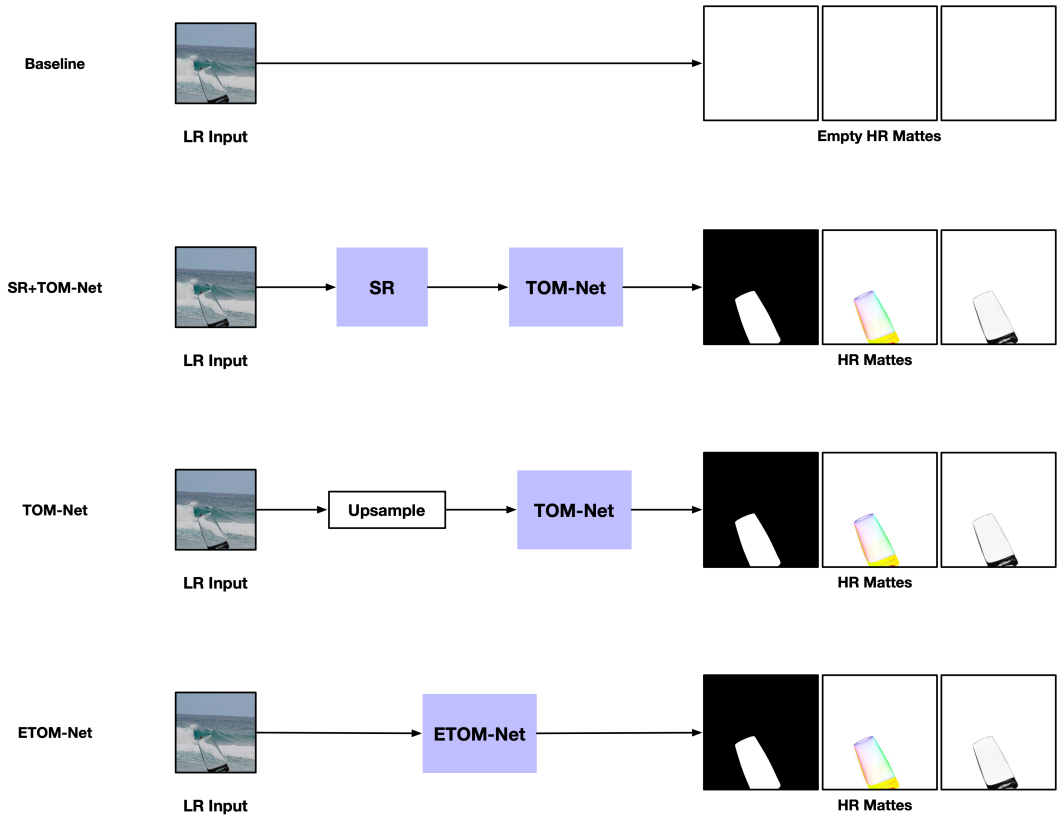 Baseline
LR Input
Empty HR Mattes
SR+TOM-Net
SR
TOM-Net
LR Input
HR Mattes
TOM-Net
Upsample
TOM-Net
LR Input
HR Mattes
ETOM-Net
ETOM-Net
LR Input
HR Mattes